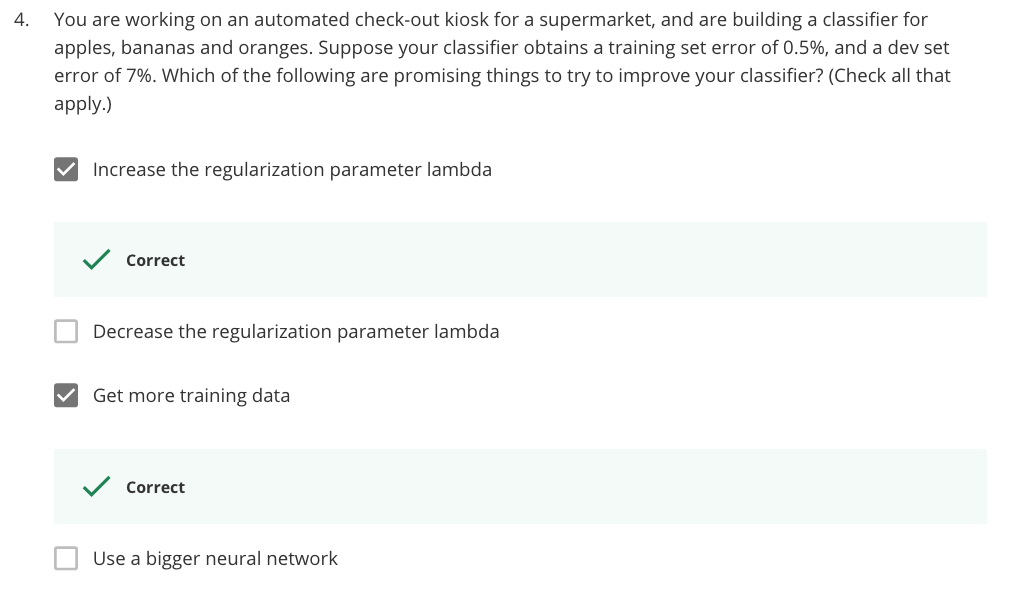 4. You are working on an automated check-out kiosk for a supermarket, and are building a classifier for
apples, bananas and oranges. Suppose your classifier obtains a training set error of 0.5%, and a dev set
error of 7%. Which of the following are promising things to try to improve your classifier? (Check all that
apply.)
Increase the regularization parameter lambda
Correct
Decrease the regularization parameter lambda
Get more training data
Correct
Use a bigger neural network